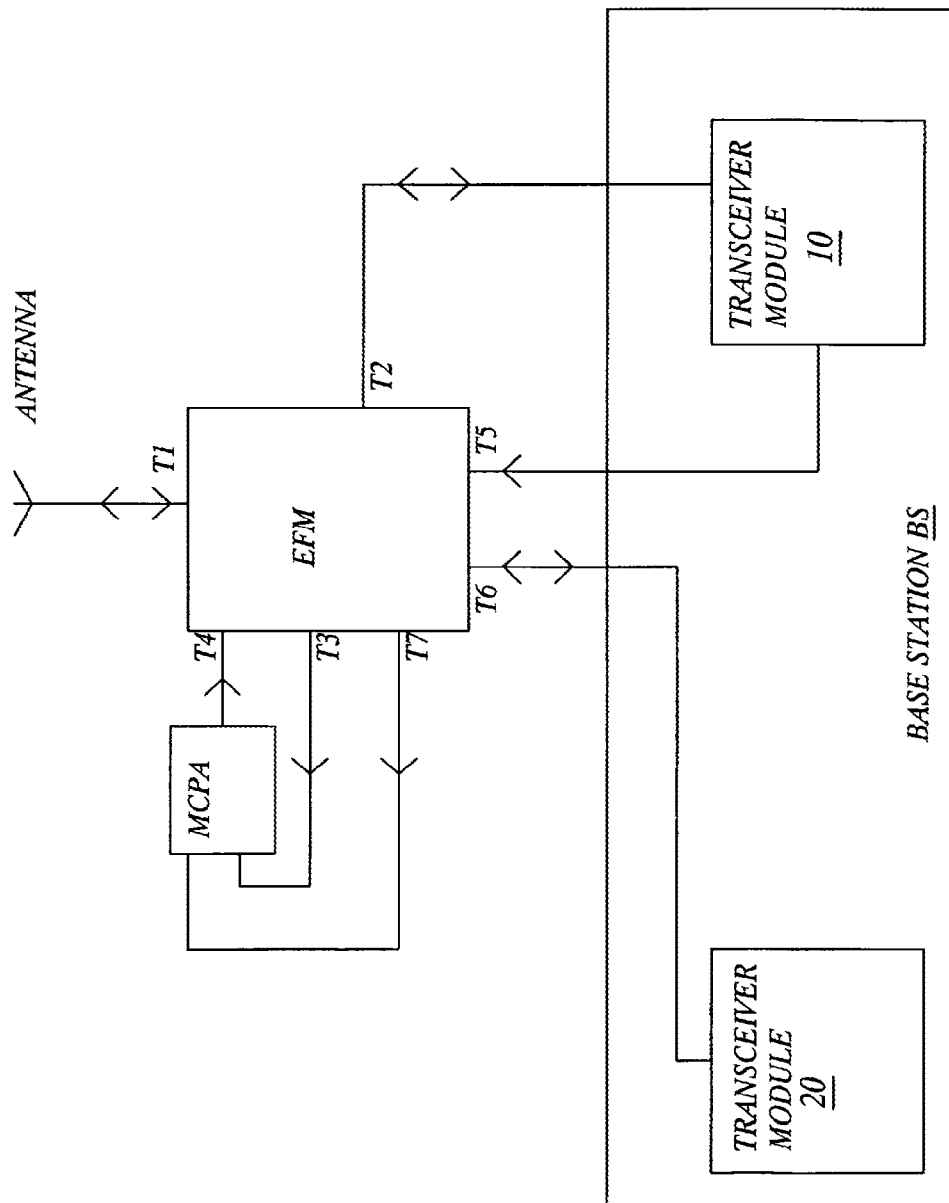 ANTENNA
T1
T2
T4
T3
T7
MCPA
EFM
T6
T5
TRANSCEIVER
MODULE
10
TRANSCEIVER
MODULE
20
BASE STATION BS